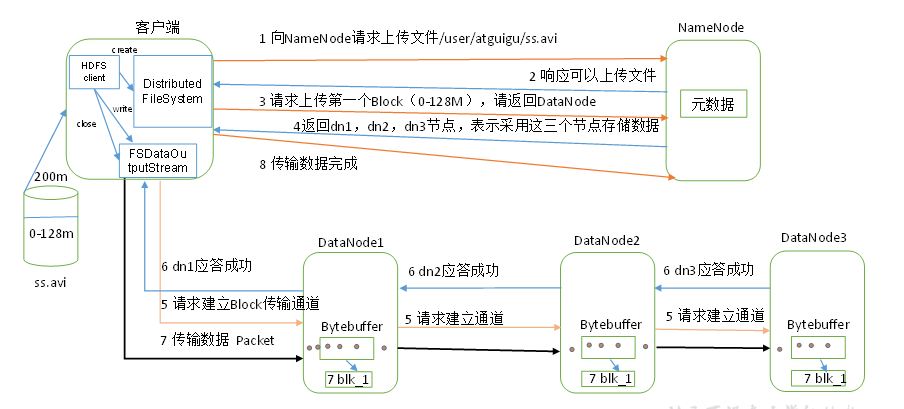 客户端
NameNode
create
1 向NameNode请求上传文件/user/atguigu/ss.avi
HDFS
client
Distributed
FileSystem
2 响应可以上传文件
3 请求上传第一个Block（0-128M），请返回DataNode
元数据
write
4返回dn1，dn2，dn3节点，表示采用这三个节点存储数据
close
FSDataOu
tputStream
8 传输数据完成
200m
0-128m
ss.avi
DataNode1
DataNode2
DataNode3
6 dn1应答成功
6 dn2应答成功
6 dn3应答成功
5 请求建立Block传输通道
5 请求建立通道
5 请求建立通道
Bytebuffer
Bytebuffer
Bytebuffer
7 传输数据 Packet
7 blk_1
7 blk_1
7 blk_1